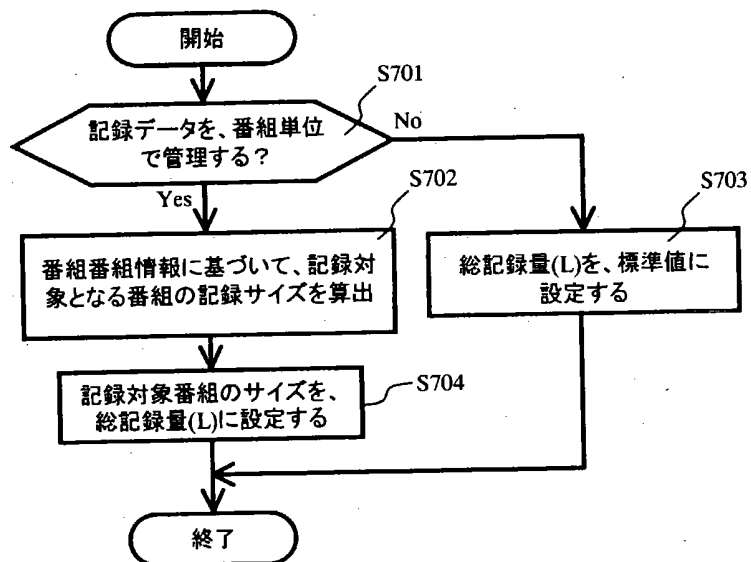 開始
S701
記録データを、番組単位
で管理する?
No
Yes
S702
番組番組情報に基づいて、記録対
象となる番組の記録サイズを算出
S703
総記録量(L)を、標準値に
設定する
S704
記録対象番組のサイズを、
総記録量(L)に設定する
終了